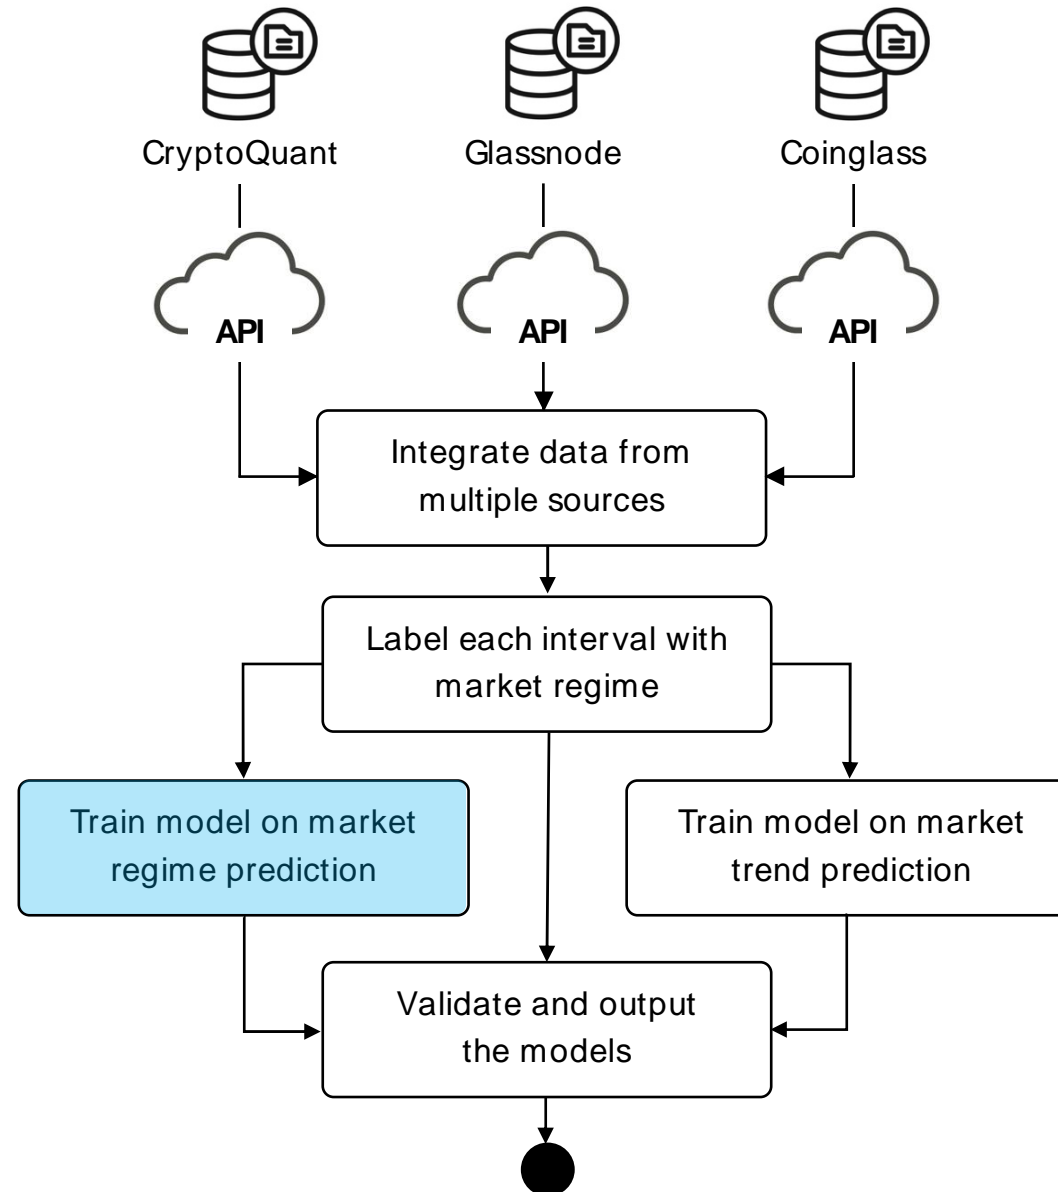 CryptoQuant
Glassnode
Coinglass
API
API
API
Integrate data from
multiple sources
Label each interval with
market regime
Train model on market
regime prediction
Train model on market
trend prediction
Validate and output
the models